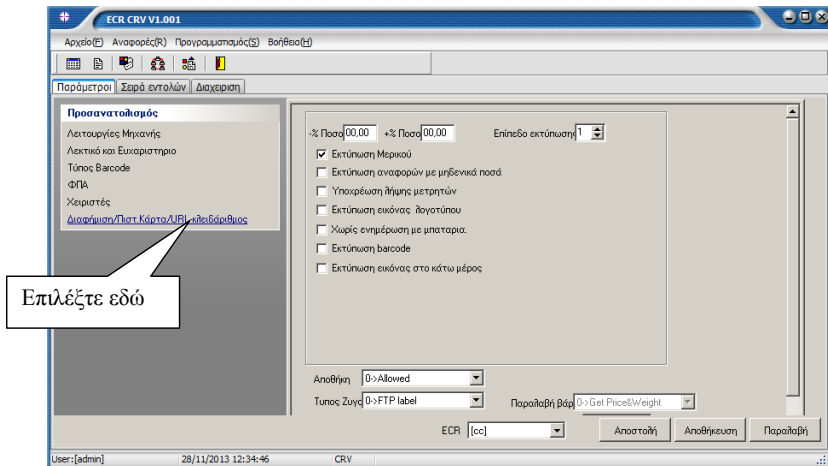 ECR CRV V1.001
Αρχείο(F) Αναφορές(R) Προγραμματισμός(S) Βοήθεια(H)
Παράμετροι Σειρά εντολών Διαχειριση
Προσανατολισμός
Λειτουργίες Μηχανής
Λεκτικό και Ευχαριστηριο
Τύπος Barcode
ΦΠΑ
Χειριστές
Διαφήμιση/Πιστ.Κάρτα/URL-κλειδάριθμος
Επιλέξτε εδώ
-% Ποσο 00,00 +% Ποσο 00,00 Επίπεδο εκτύπωσης 1
Εκτύπωση Μερικού
Εκτύπωση αναφορών με μηδενικά ποσά
Υποχρέωση λήψης μετρητών
Εκτύπωση εικόνας λογοτύπου
Χωρίς ενημέρωση με μπαταρια.
Εκτύπωση barcode
Εκτύπωση εικόνας στο κάτω μέρος
Αποθήκη 0->Allowed
Τυπος Ζυγο 0->FTP label Παραλαβή βάρ 0->Get Price&Weight
ECR [cc] Αποστολή Αποθήκευση Παραλαβή
User:[admin] 28/11/2013 12:34:46 CRV